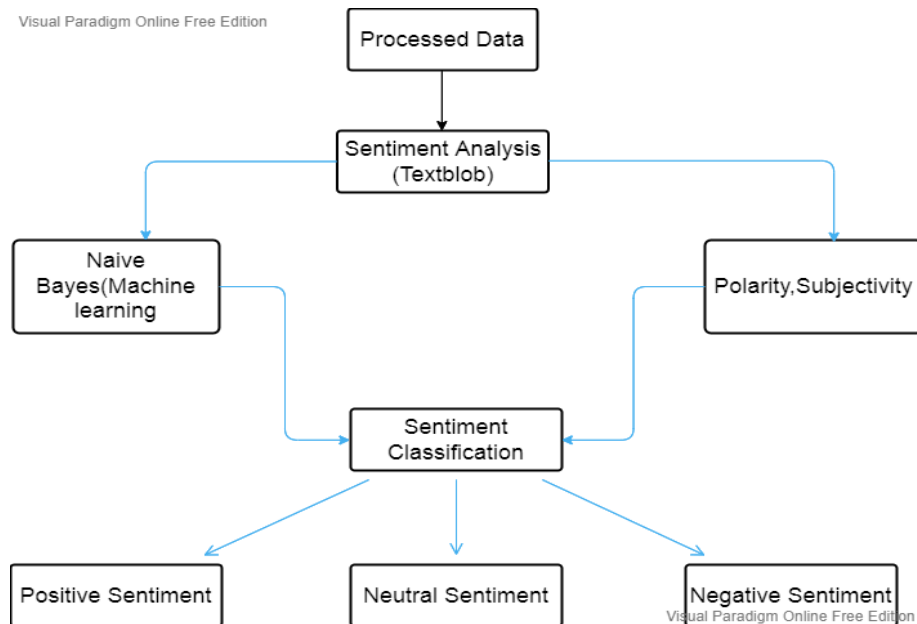 Visual Paradigm Online Free Edition
Processed Data
Sentiment Analysis
(Textblob)
Naive
Bayes(Machine
learning
Polarity,Subjectivity
Sentiment
Classification
Positive Sentiment
Neutral Sentiment
Negative Sentiment
Visual Paradigm Online Free Edition